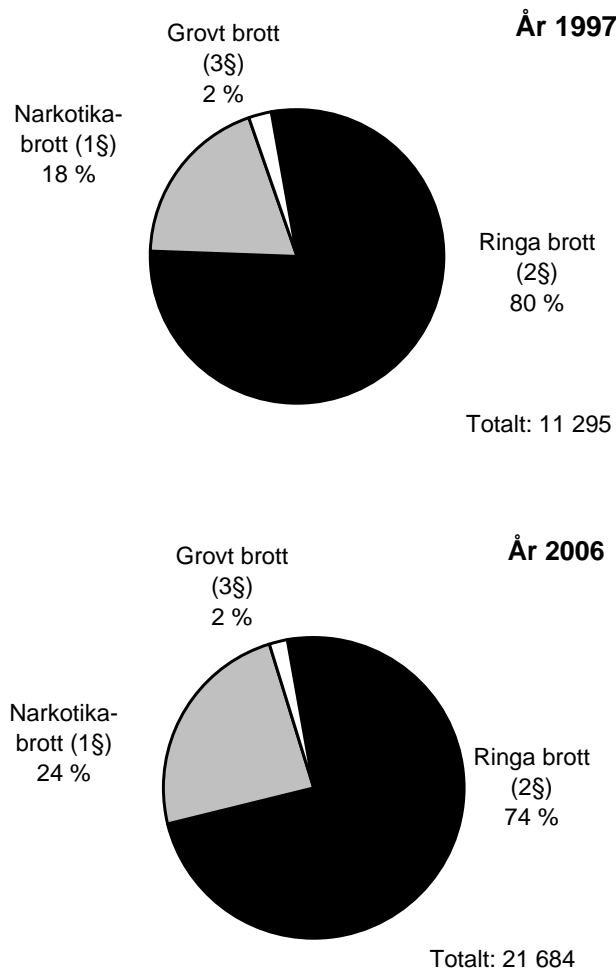 År 1997
Grovt brott
(3§)
2 %
Narkotika-
brott (1§)
18 %
Ringa brott
(2§)
80 %
Totalt: 11 295
År 2006
Grovt brott
(3§)
2 %
Narkotika-
brott (1§)
24 %
Ringa brott
(2§)
74 %
Totalt: 21 684